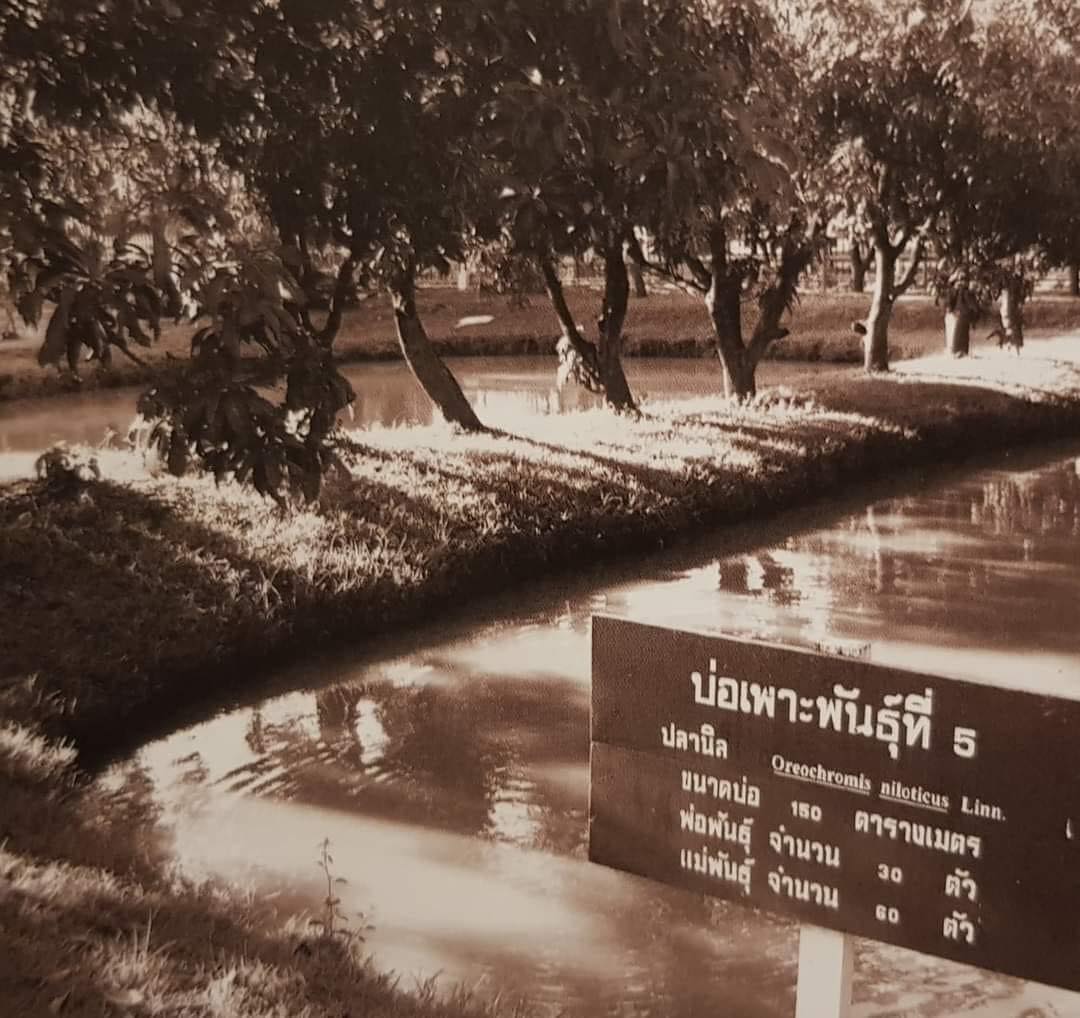 บ่อเพาะพันธุ์ที่ 5
ปลานิล Oreochromis niloticus Linn.
ขนาดบ่อ 150 ตารางเมตร
พ่อพันธุ์ จำนวน 30 ตัว
แม่พันธุ์ จำนวน 60 ตัว